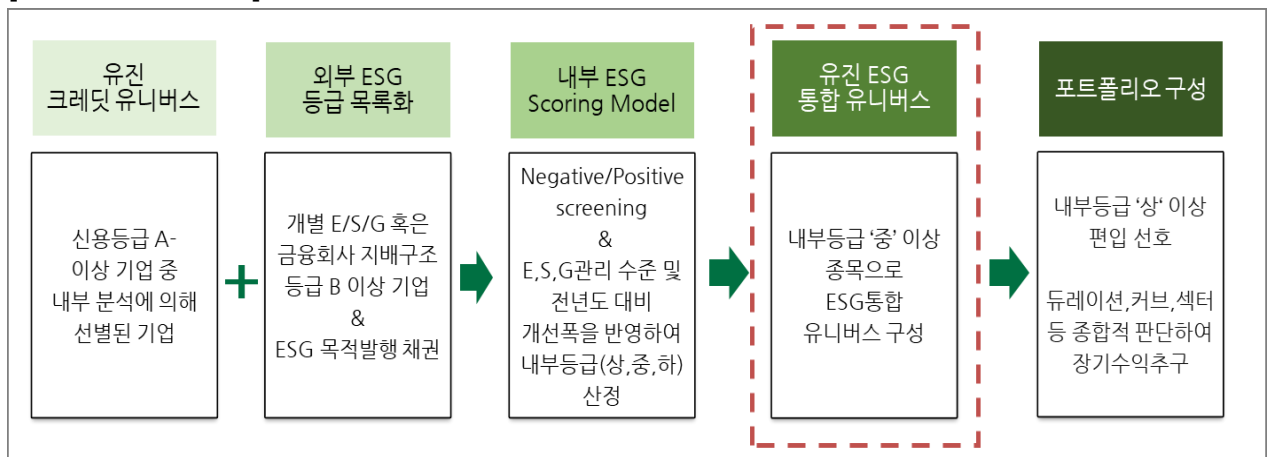 유진
크레딧 유니버스
신용등급 A-
이상 기업 중
내부 분석에 의해
선별된 기업
+
외부 ESG
등급 목록화
개별 E/S/G 혹은
금융회사 지배구조
등급 B 이상 기업
&
ESG 목적발행 채권
내부 ESG
Scoring Model
Negative/Positive
screening
&
E,S,G관리 수준 및
전년도 대비
개선폭을 반영하여
내부등급(상,중,하)
산정
유진 ESG
통합 유니버스
내부등급 ‘중’ 이상
종목으로
ESG통합
유니버스 구성
포트폴리오 구성
내부등급 ‘상‘ 이상
편입 선호
듀레이션,커브,섹터
등 종합적 판단하여
장기수익추구